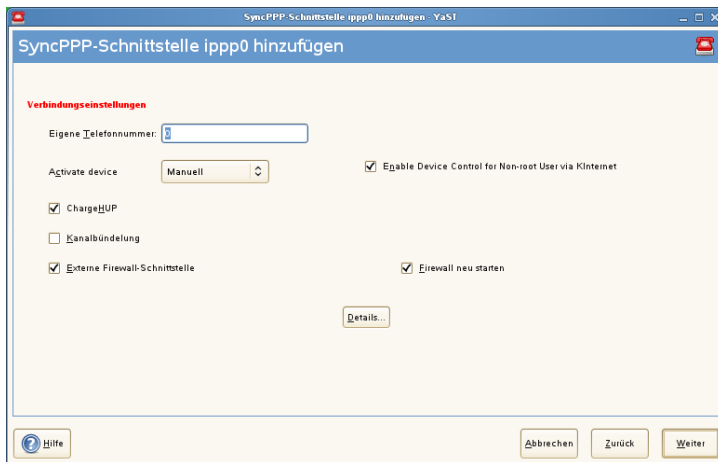 SyncPPP-Schnittstelle ippp0 hinzufügen - YaST
SyncPPP-Schnittstelle ippp0 hinzufügen
Verbindungseinstellungen
Eigene Telefonnummer: 0
Activate device Manuell Enable Device Control for Non-root User via KInternet
ChargeHUP
Kanalbündelung
Externe Firewall-Schnittstelle Firewall neu starten
Details...
Hilfe Abbrechen Zurück Weiter